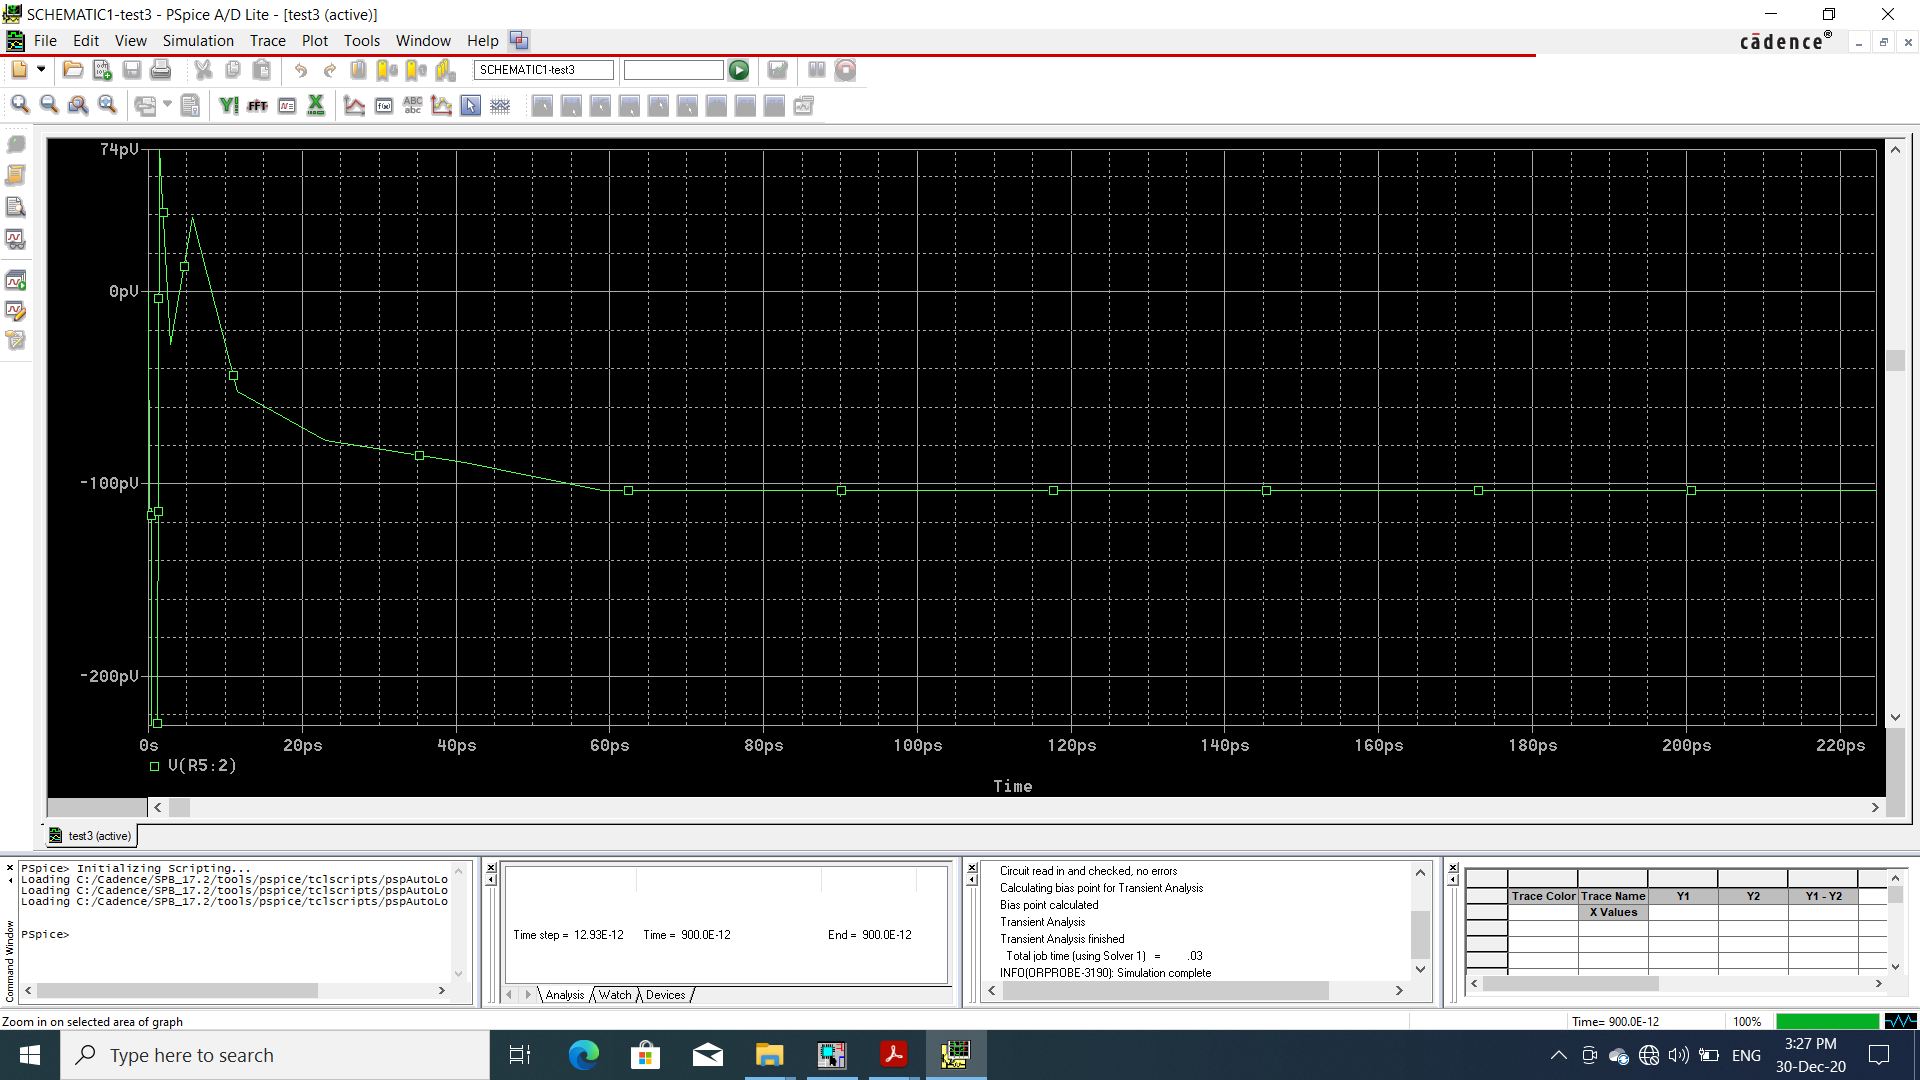 SCHEMATIC1-test3 - PSpice A/D Lite - [test3 (active)]
File Edit View Simulation Trace Plot Tools Window Help
cādence®
SCHEMATIC1-test3
FFT
ABC
abc
74pV
0pV
-100pV
-200pV
0s 20ps 40ps 60ps 80ps 100ps 120ps 140ps 160ps 180ps 200ps 220ps
V(R5:2)
Time
test3 (active)
Command Window
PSpice> Initializing Scripting...
Loading C:/Cadence/SPB_17.2/tools/pspice/tclscripts/pspAutoLo
Loading C:/Cadence/SPB_17.2/tools/pspice/tclscripts/pspAutoLo
Loading C:/Cadence/SPB_17.2/tools/pspice/tclscripts/pspAutoLo
PSpice>
Time step = 12.93E-12 Time = 900.0E-12 End = 900.0E-12
Analysis Watch Devices
Circuit read in and checked, no errors
Calculating bias point for Transient Analysis
Bias point calculated
Transient Analysis
Transient Analysis finished
Total job time (using Solver 1) = .03
INFO(ORPROBE-3190): Simulation complete
Trace Color Trace Name Y1 Y2 Y1 - Y2
X Values
Zoom in on selected area of graph
Time= 900.0E-12 100%
Type here to search
ENG
3:27 PM
30-Dec-20